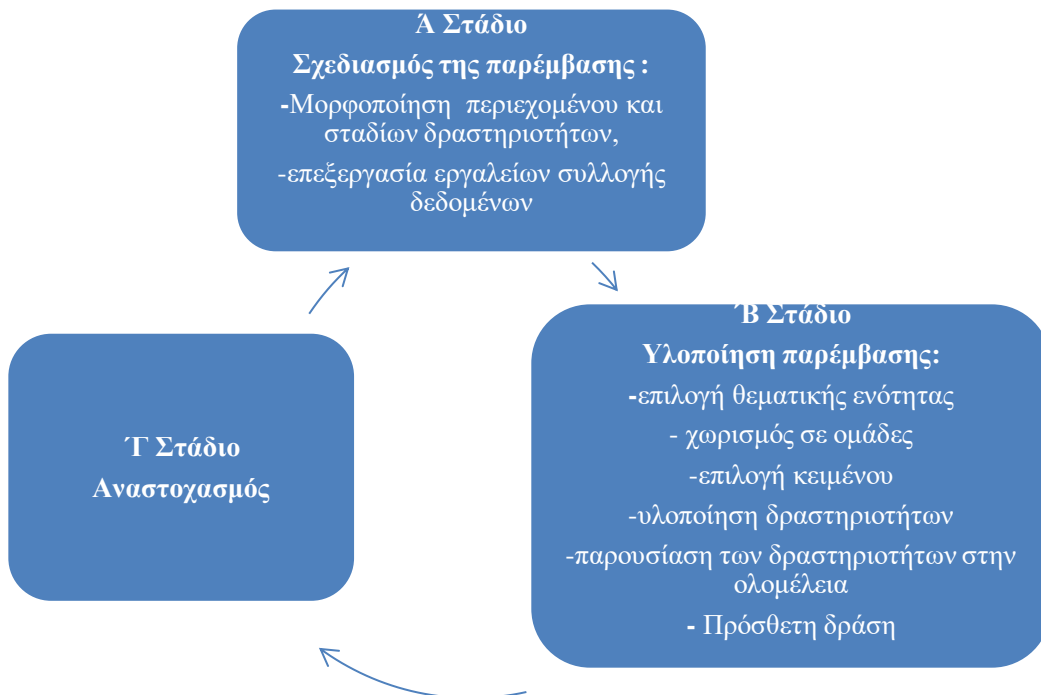 Ά Στάδιο
Σχεδιασμός της παρέμβασης :
-Μορφοποίηση περιεχομένου και
σταδίων δραστηριοτήτων,
-επεξεργασία εργαλείων συλλογής
δεδομένων
Ή Στάδιο
Αναστοχασμός
΄Β Στάδιο
Υλοποίηση παρέμβασης:
-επιλογή θεματικής ενότητας
- χωρισμός σε ομάδες
-επιλογή κειμένου
-υλοποίηση δραστηριοτήτων
-παρουσίαση των δραστηριοτήτων στην
ολομέλεια
- Πρόσθετη δράση